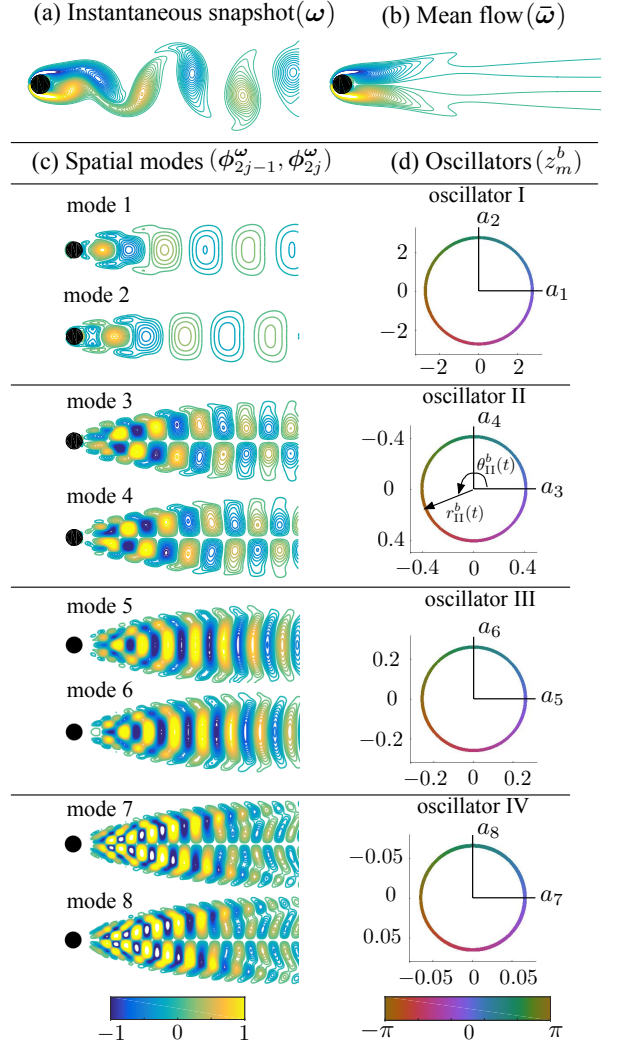 (a) Instantaneous snapshot(ω)
(b) Mean flow(ω̄)
(c) Spatial modes (ϕ^ω_{2j−1}, ϕ^ω_{2j})
(d) Oscillators(z^b_m)
mode 1
mode 2
oscillator I
a₂
2
0
−2
a₁
−2 0 2
mode 3
mode 4
oscillator II
a₄
−0.4
0
0.4
θ^b_{II}(t)
a₃
r^b_{II}(t)
−0.4 0 0.4
mode 5
mode 6
oscillator III
a₆
0.2
0
−0.2
a₅
−0.2 0 0.2
mode 7
mode 8
oscillator IV
a₈
−0.05
0
0.05
a₇
−0.05 0 0.05
−1 0 1
−π 0 π